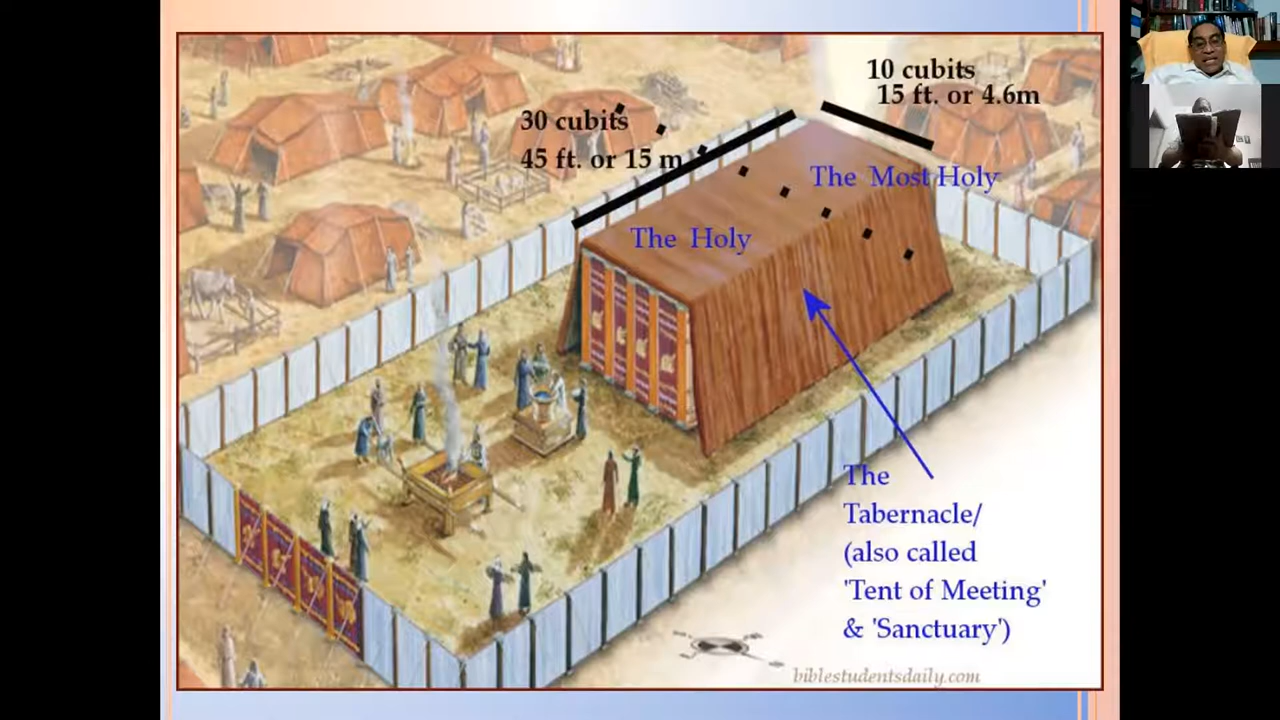 10 cubits
15 ft. or 4.6m
30 cubits
45 ft. or 15 m
The Most Holy
The Holy
The
Tabernacle/
(also called
'Tent of Meeting'
& 'Sanctuary')
biblestudentsdaily.com